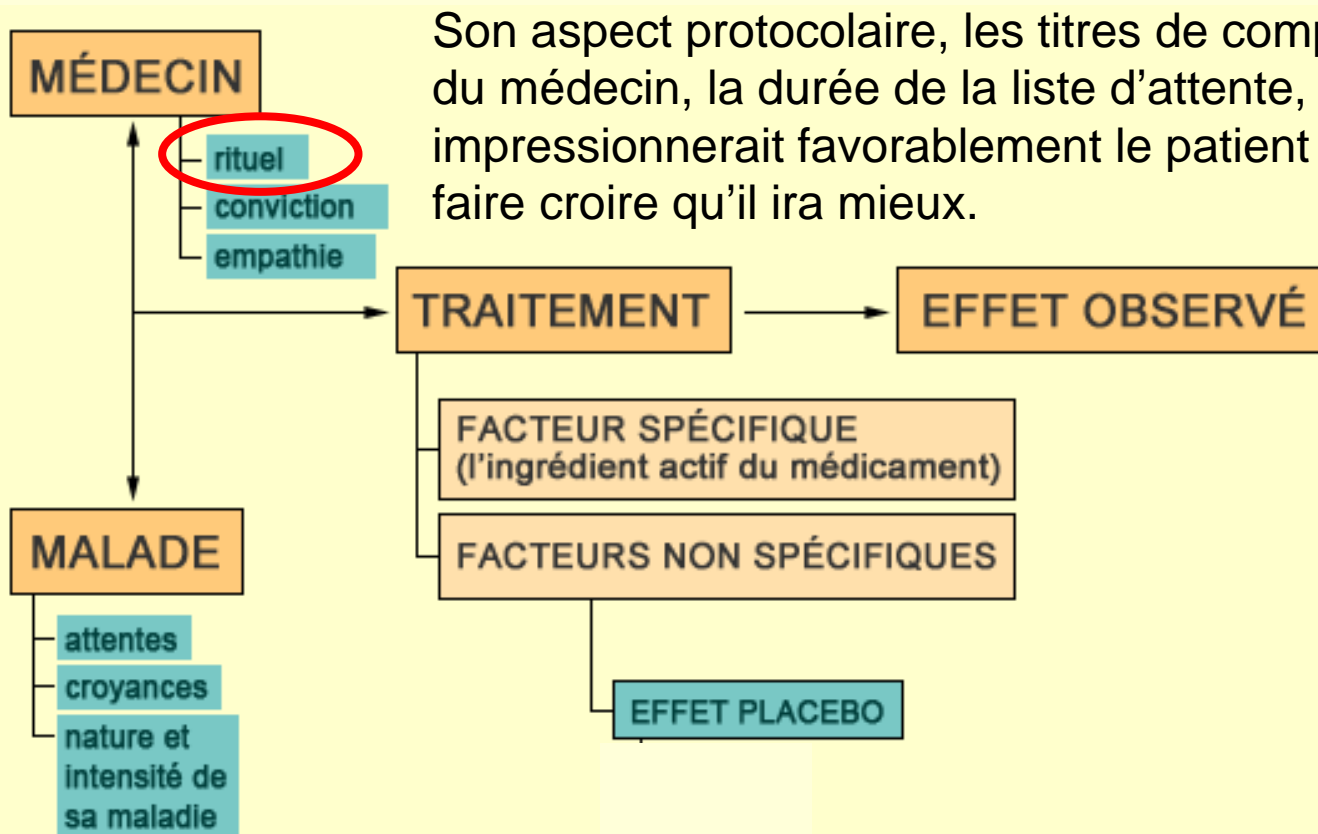 Son aspect protocolaire, les titres de comp
du médecin, la durée de la liste d’attente,
impressionnerait favorablement le patient
faire croire qu’il ira mieux.
MÉDECIN
rituel
conviction
empathie
TRAITEMENT
EFFET OBSERVÉ
FACTEUR SPÉCIFIQUE
(l'ingrédient actif du médicament)
FACTEURS NON SPÉCIFIQUES
EFFET PLACEBO
MALADE
attentes
croyances
nature et
intensité de
sa maladie